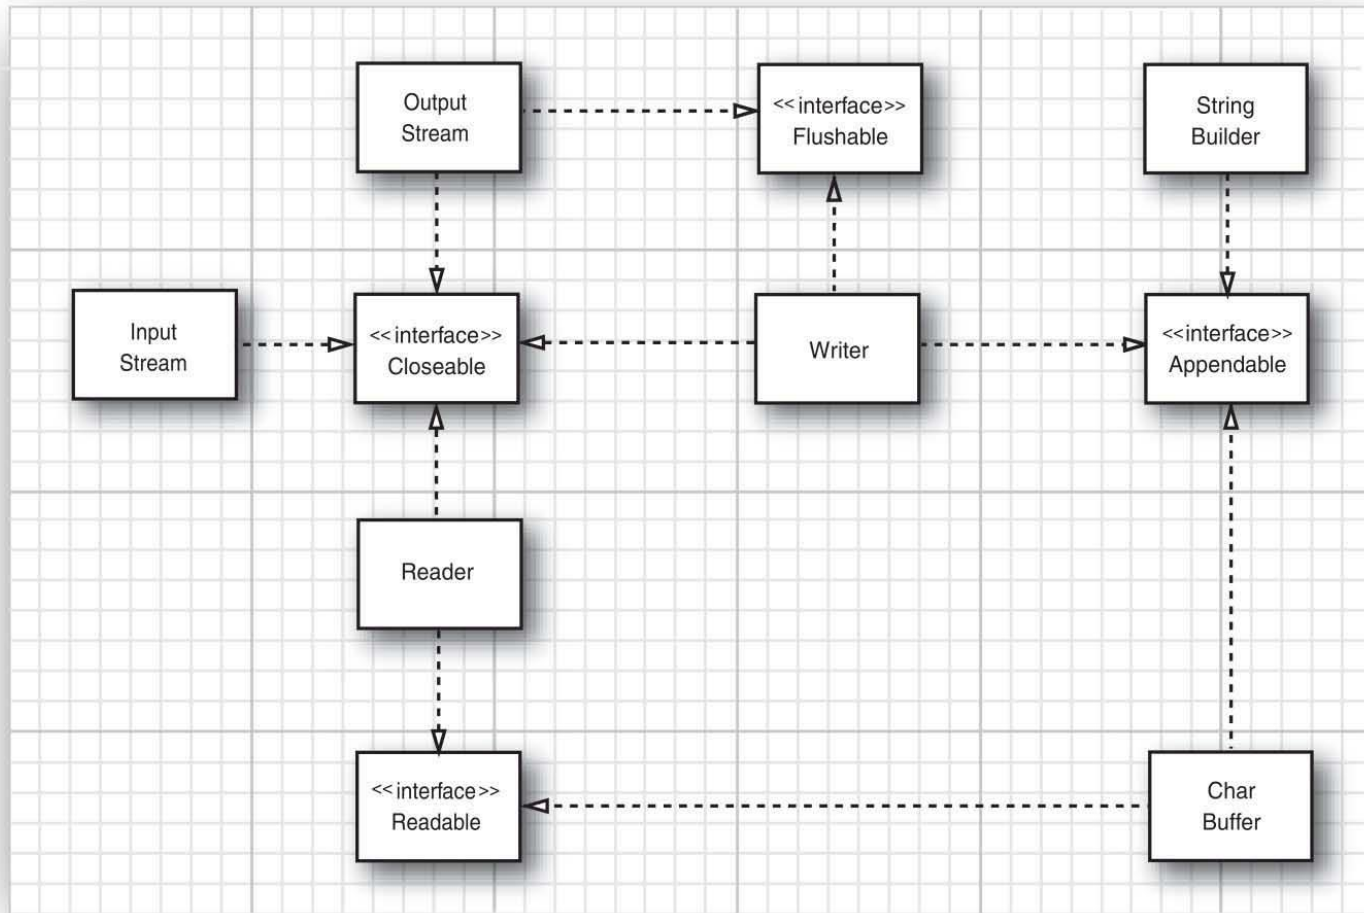 Output
Stream
<<interface>>
Flushable
String
Builder
Input
Stream
<<interface>>
Closeable
Writer
<<interface>>
Appendable
Reader
<<interface>>
Readable
Char
Buffer